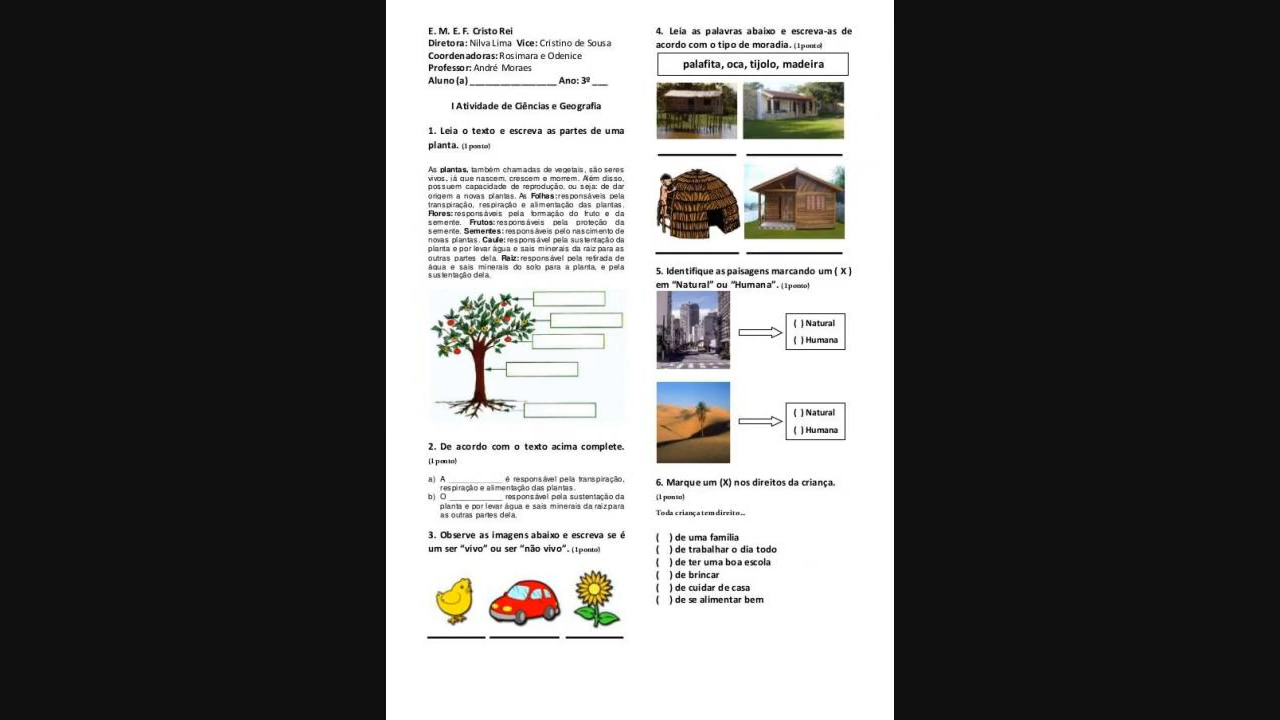 E. M. E. F. Cristo Rei
Diretora: Nilva Lima Vice: Cristino de Sousa
Coordenadoras: Rosimara e Odenice
Professor: André Moraes
Aluno (a) _________________ Ano: 3º ___
I Atividade de Ciências e Geografia
1. Leia o texto e escreva as partes de uma
planta. (1 ponto)
As plantas, também chamadas de vegetais, são seres
vivos, já que nascem, crescem e morrem. Além disso,
possuem capacidade de reprodução, ou seja: de dar
origem a novas plantas. As Folhas: responsáveis pela
transpiração, respiração e alimentação das plantas.
Flores: responsáveis pela formação do fruto e da
semente. Frutos: responsáveis pela proteção da
semente. Sementes: responsáveis pelo nascimento de
novas plantas. Caule: responsável pela sustentação da
planta e por levar água e sais minerais da raiz para as
outras partes dela. Raiz: responsável pela retirada de
água e sais minerais do solo para a planta, e pela
sustentação dela.
2. De acordo com o texto acima complete.
(1 ponto)
a) A _____________ é responsável pela transpiração,
respiração e alimentação das plantas.
b) O _____________ responsável pela sustentação da
planta e por levar água e sais minerais da raiz para
as outras partes dela.
3. Observe as imagens abaixo e escreva se é
um ser “vivo” ou ser “não vivo”. (1 ponto)
4. Leia as palavras abaixo e escreva-as de
acordo com o tipo de moradia. (1 ponto)
palafita, oca, tijolo, madeira
5. Identifique as paisagens marcando um ( X )
em “Natural” ou “Humana”. (1 ponto)
( ) Natural
( ) Humana
( ) Natural
( ) Humana
6. Marque um (X) nos direitos da criança.
(1 ponto)
Toda criança tem direito...
( ) de uma família
( ) de trabalhar o dia todo
( ) de ter uma boa escola
( ) de brincar
( ) de cuidar de casa
( ) de se alimentar bem